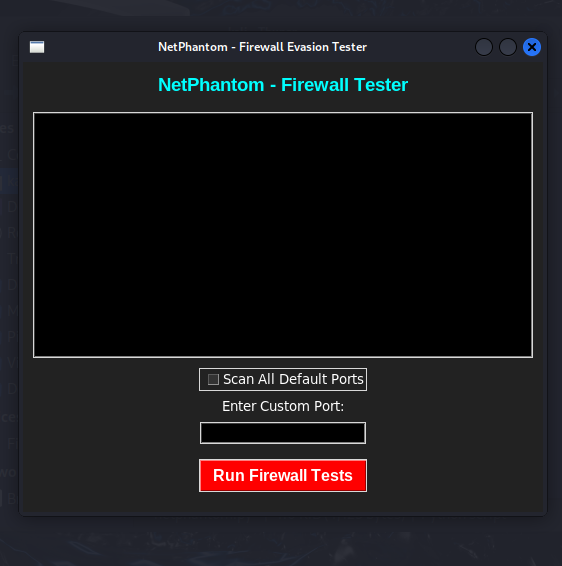 NetPhantom - Firewall Evasion Tester
NetPhantom - Firewall Tester
Scan All Default Ports
Enter Custom Port:
Run Firewall Tests